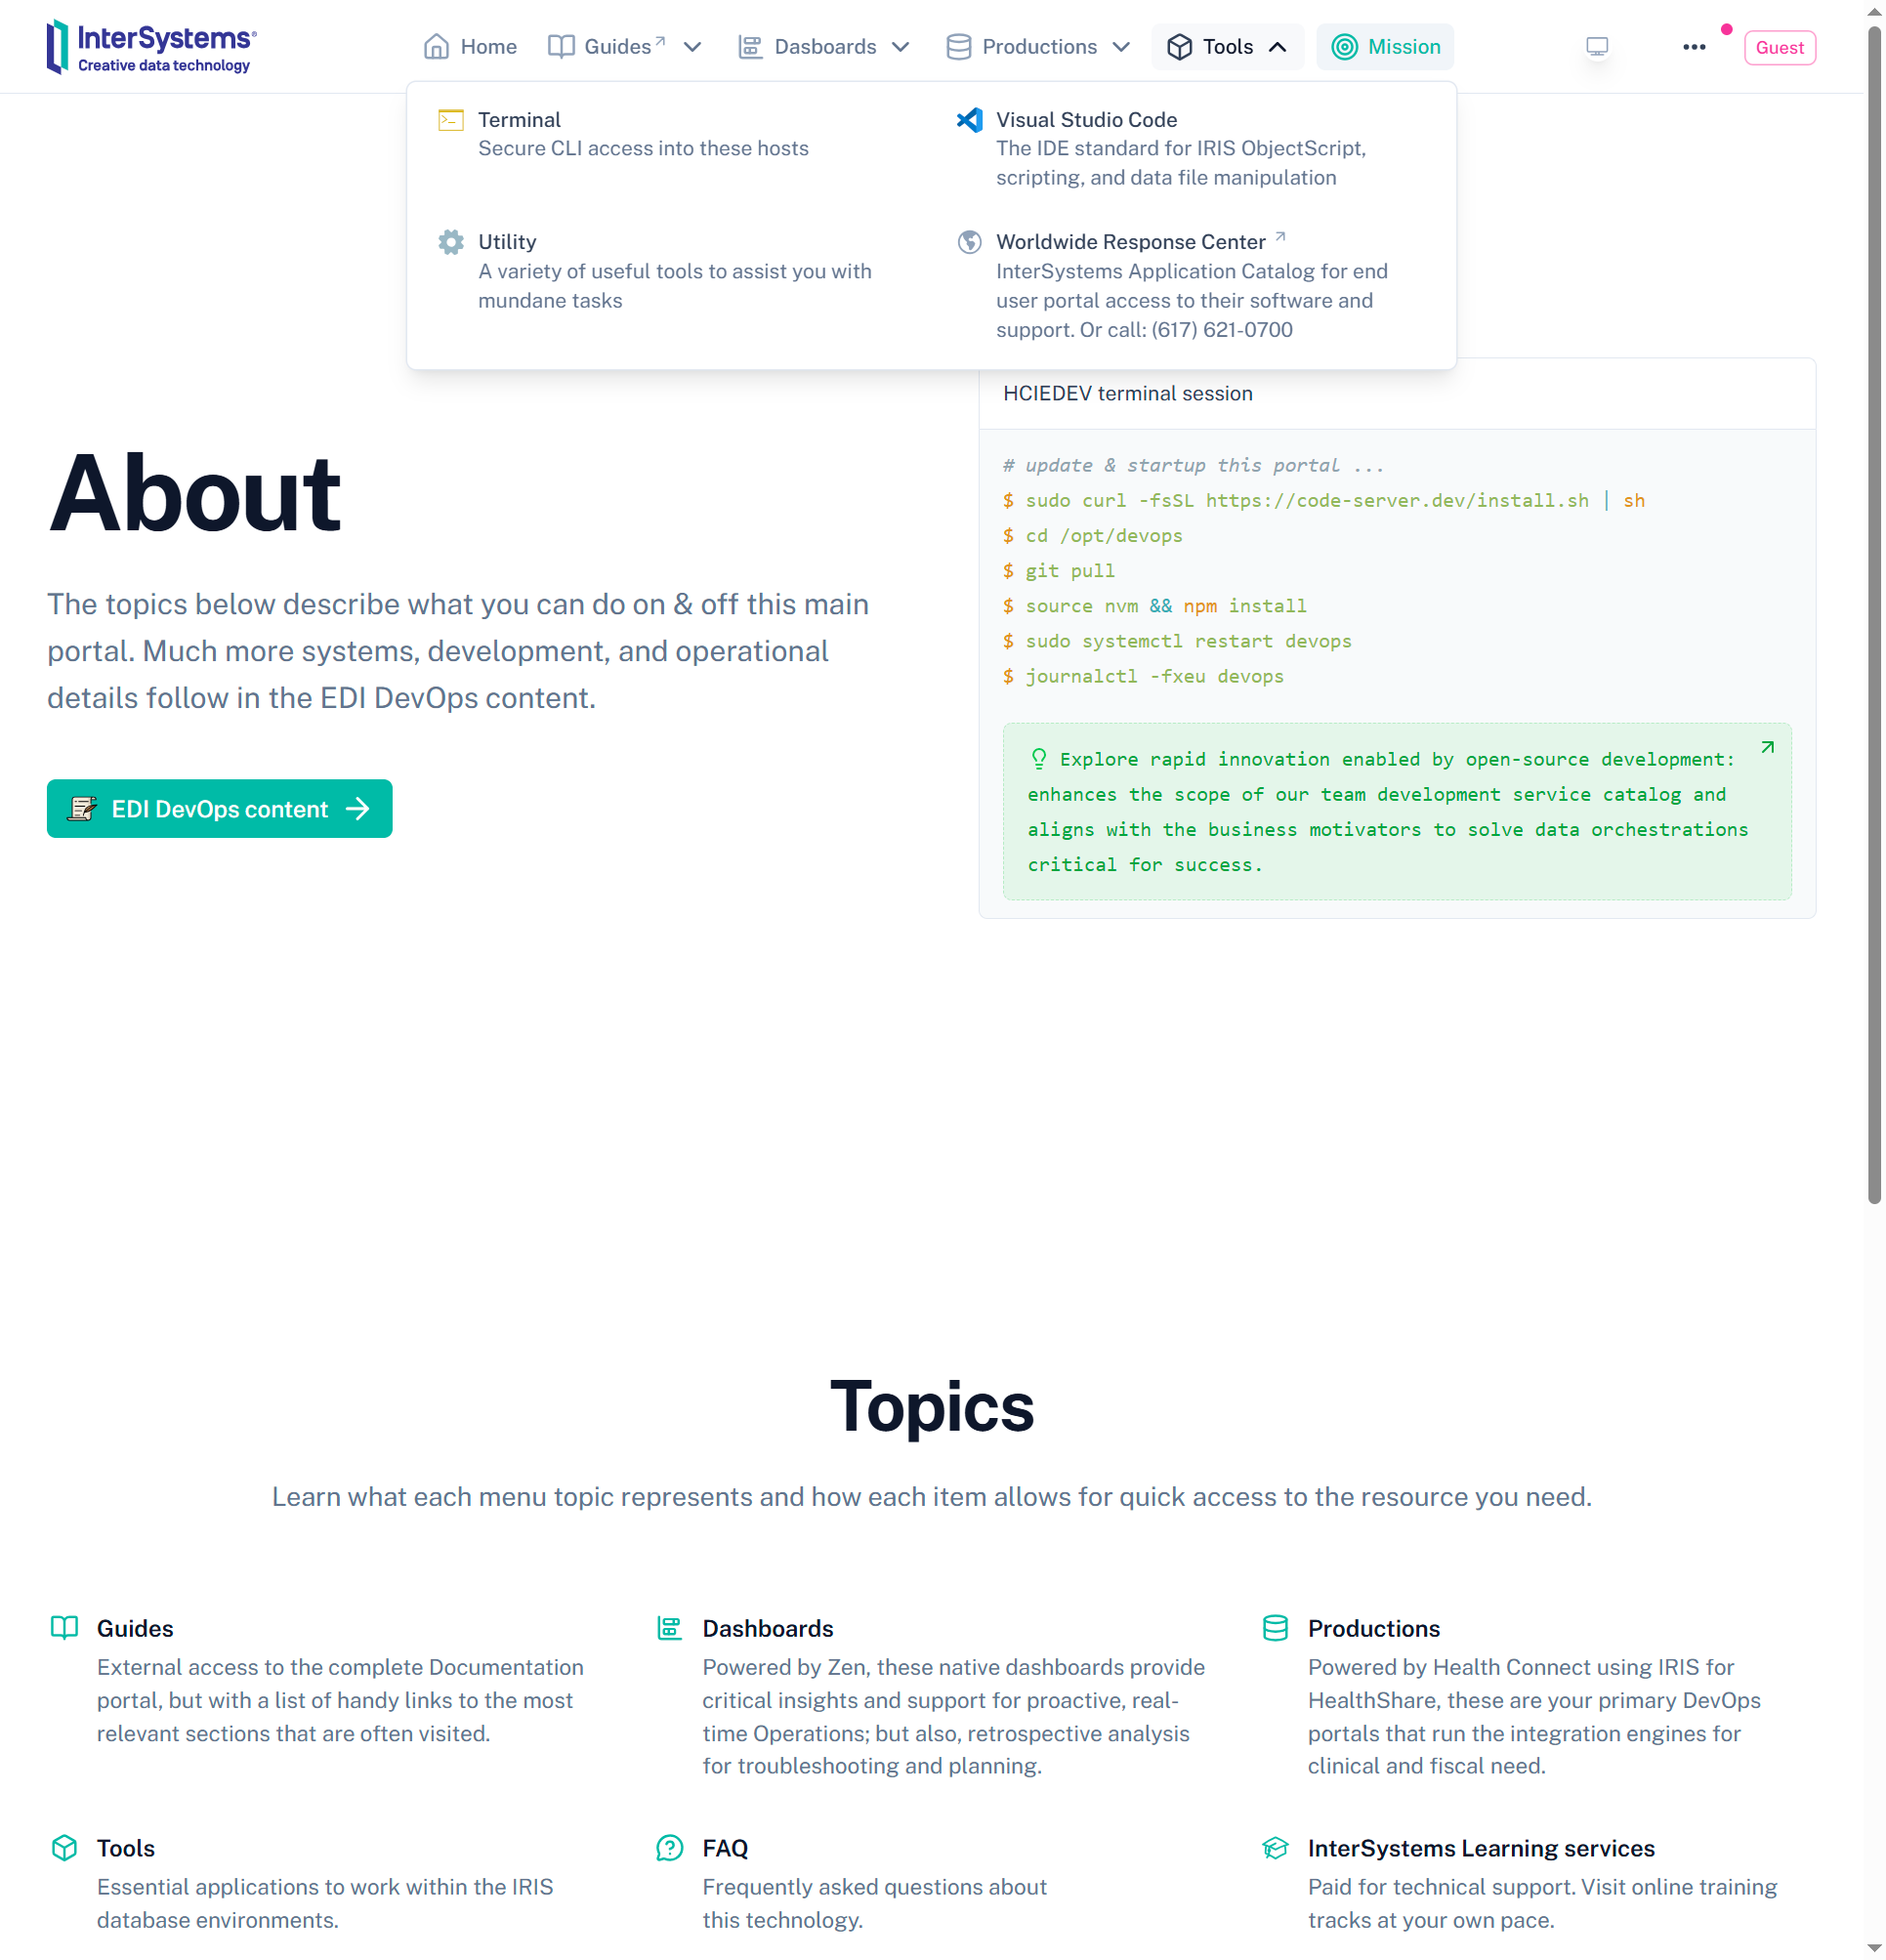 InterSystems®
Creative data technology
Home
Guides
Dasboards
Productions
Tools
Mission
Guest
Terminal
Secure CLI access into these hosts
Visual Studio Code
The IDE standard for IRIS ObjectScript,
scripting, and data file manipulation
Utility
A variety of useful tools to assist you with
mundane tasks
Worldwide Response Center
InterSystems Application Catalog for end
user portal access to their software and
support. Or call: (617) 621-0700
About
The topics below describe what you can do on & off this main
portal. Much more systems, development, and operational
details follow in the EDI DevOps content.
EDI DevOps content
HCIEDEV terminal session
# update & startup this portal ...
$ sudo curl -fsSL https://code-server.dev/install.sh | sh
$ cd /opt/devops
$ git pull
$ source nvm && npm install
$ sudo systemctl restart devops
$ journalctl -fxeu devops
Explore rapid innovation enabled by open-source development:
enhances the scope of our team development service catalog and
aligns with the business motivators to solve data orchestrations
critical for success.
Topics
Learn what each menu topic represents and how each item allows for quick access to the resource you need.
Guides
External access to the complete Documentation
portal, but with a list of handy links to the most
relevant sections that are often visited.
Dashboards
Powered by Zen, these native dashboards provide
critical insights and support for proactive, real-
time Operations; but also, retrospective analysis
for troubleshooting and planning.
Productions
Powered by Health Connect using IRIS for
HealthShare, these are your primary DevOps
portals that run the integration engines for
clinical and fiscal need.
Tools
Essential applications to work within the IRIS
database environments.
FAQ
Frequently asked questions about
this technology.
InterSystems Learning services
Paid for technical support. Visit online training
tracks at your own pace.